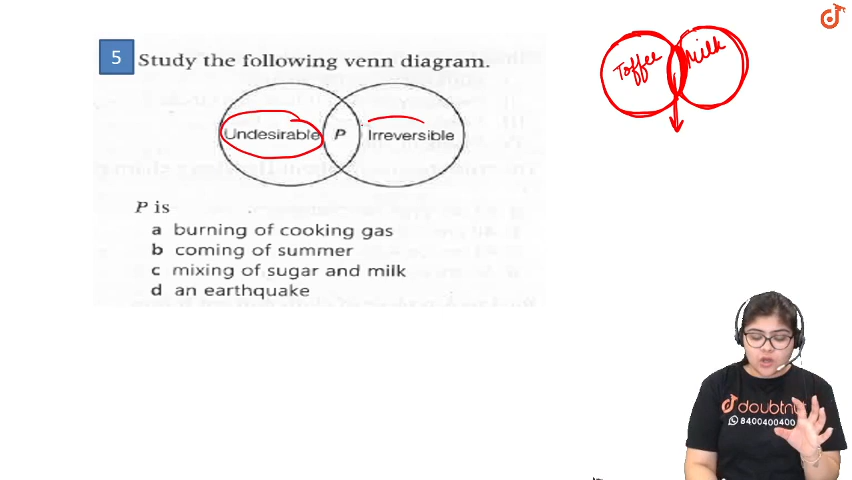 5 Study the following venn diagram.
Undesirable P Irreversible
P is
a burning of cooking gas
b coming of summer
c mixing of sugar and milk
d an earthquake
Toffee Milk
doubtnut
8400400400